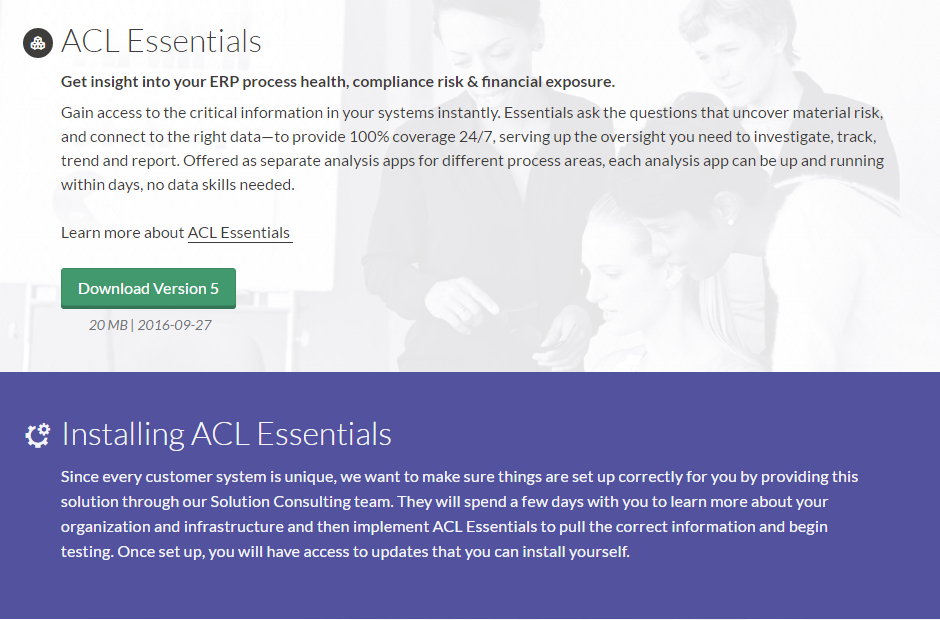 ACL Essentials
Get insight into your ERP process health, compliance risk & financial exposure.
Gain access to the critical information in your systems instantly. Essentials ask the questions that uncover material risk,
and connect to the right data—to provide 100% coverage 24/7, serving up the oversight you need to investigate, track,
trend and report. Offered as separate analysis apps for different process areas, each analysis app can be up and running
within days, no data skills needed.
Learn more about ACL Essentials
Download Version 5
20 MB | 2016-09-27
Installing ACL Essentials
Since every customer system is unique, we want to make sure things are set up correctly for you by providing this
solution through our Solution Consulting team. They will spend a few days with you to learn more about your
organization and infrastructure and then implement ACL Essentials to pull the correct information and begin
testing. Once set up, you will have access to updates that you can install yourself.